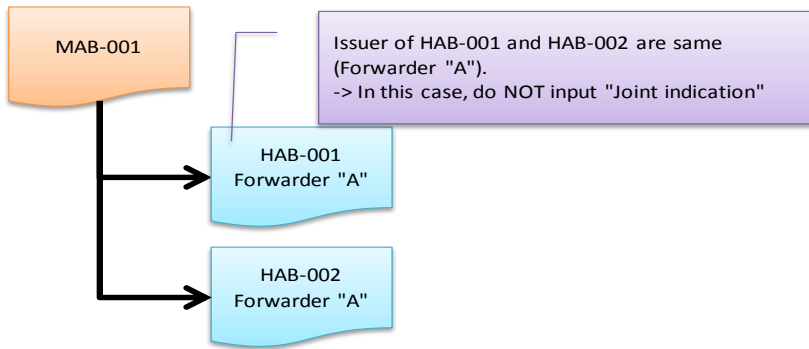 MAB-001
Issuer of HAB-001 and HAB-002 are same
(Forwarder "A").
-> In this case, do NOT input "Joint indication"
HAB-001
Forwarder "A"
HAB-002
Forwarder "A"